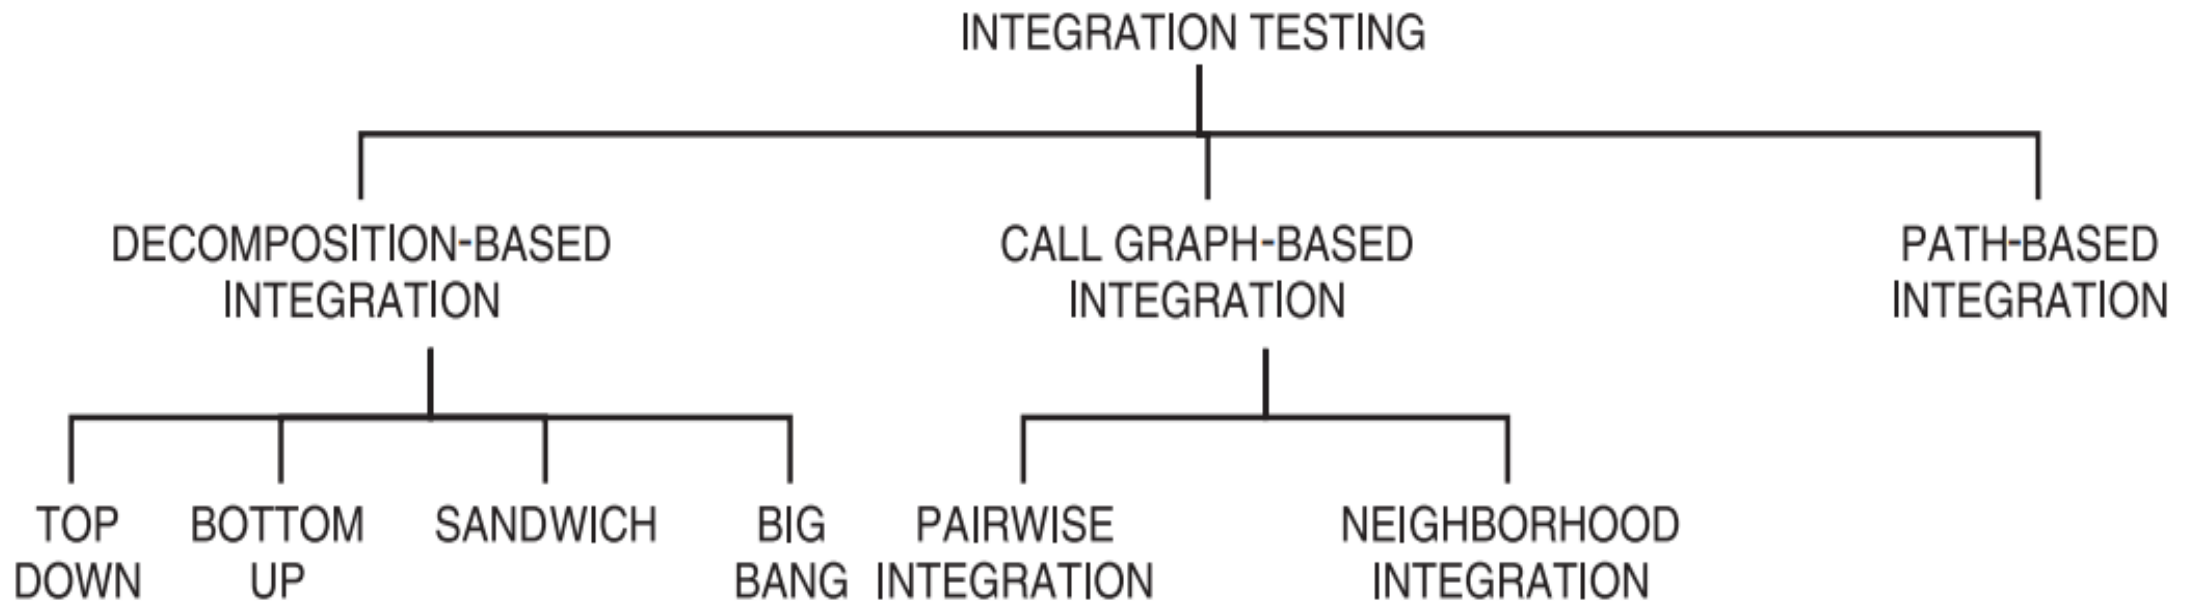 INTEGRATION TESTING
DECOMPOSITION-BASED
INTEGRATION
CALL GRAPH-BASED
INTEGRATION
PATH-BASED
INTEGRATION
TOP
DOWN
BOTTOM
UP
SANDWICH
BIG
BANG
PAIRWISE
INTEGRATION
NEIGHBORHOOD
INTEGRATION